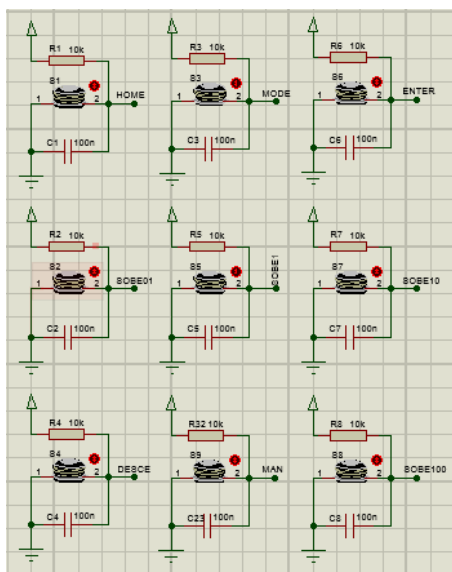 R1 10k
S1
1 2 HOME
C1 100n
R3 10k
S3
1 2 MODE
C3 100n
R6 10k
S6
1 2 ENTER
C6 100n
R2 10k
S2
1 2 SOBE01
C2 100n
R5 10k
S5
1 2 SOBE1
C5 100n
R7 10k
S7
1 2 SOBE10
C7 100n
R4 10k
S4
1 2 DESCE
C4 100n
R32 10k
S9
1 2 MAN
C23 100n
R8 10k
S8
1 2 SOBE100
C8 100n